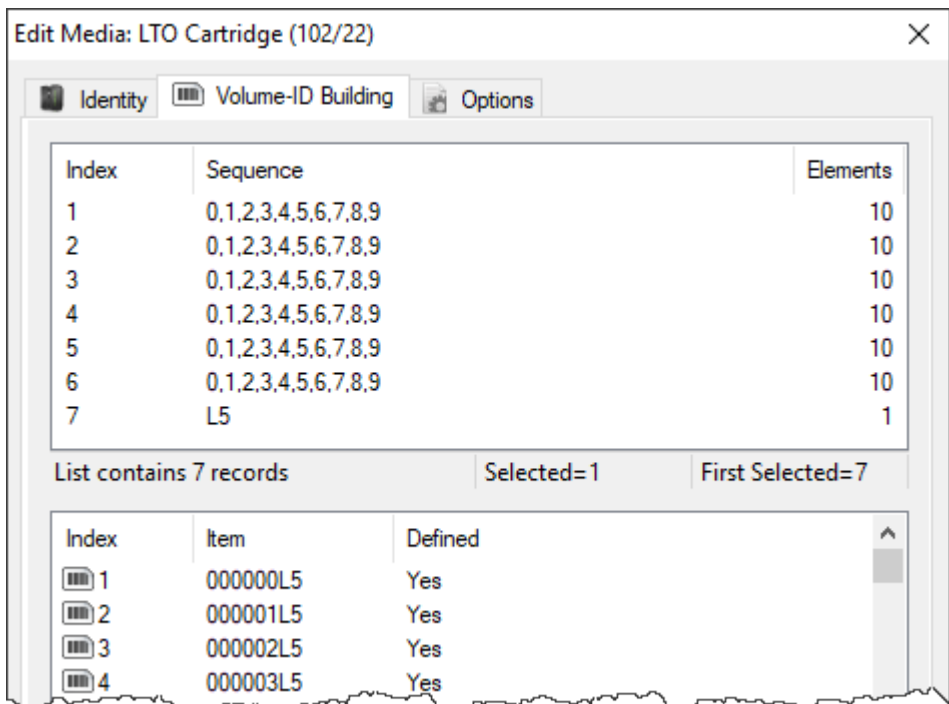 Edit Media: LTO Cartridge (102/22)
Identity Volume-ID Building Options
Index Sequence Elements
1 0,1,2,3,4,5,6,7,8,9 10
2 0,1,2,3,4,5,6,7,8,9 10
3 0,1,2,3,4,5,6,7,8,9 10
4 0,1,2,3,4,5,6,7,8,9 10
5 0,1,2,3,4,5,6,7,8,9 10
6 0,1,2,3,4,5,6,7,8,9 10
7 L5 1
List contains 7 records Selected=1 First Selected=7
Index Item Defined
1 000000L5 Yes
2 000001L5 Yes
3 000002L5 Yes
4 000003L5 Yes